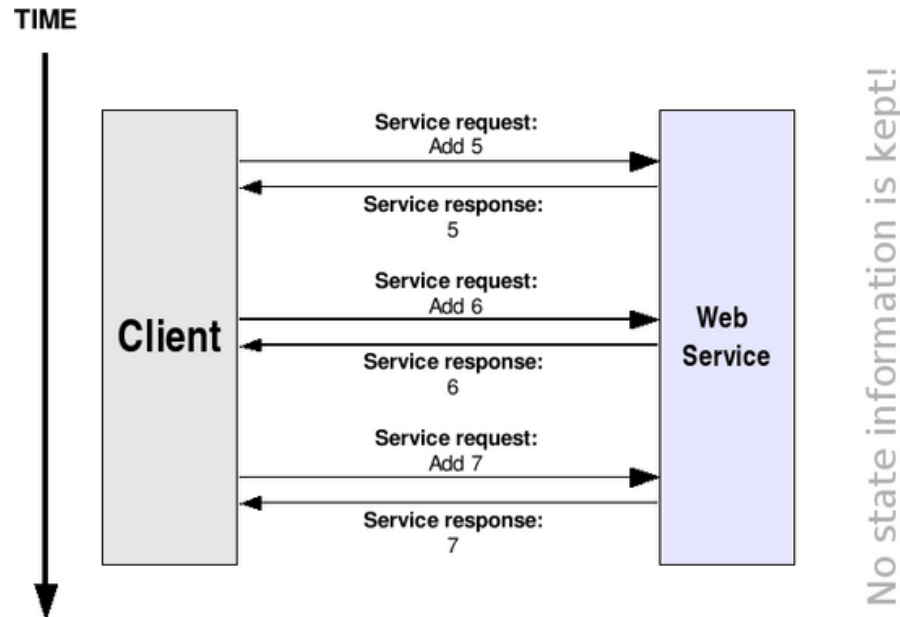 TIME
Service request:
Add 5
Service response:
5
Service request:
Add 6
Service response:
6
Service request:
Add 7
Service response:
7
Client
Web
Service
No state information is kept!